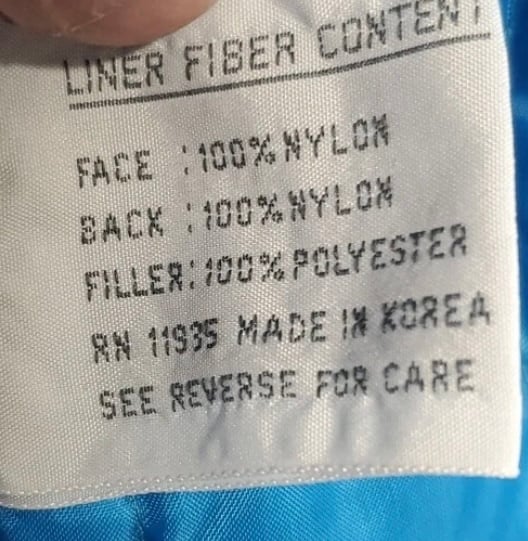 LINER FIBER CONTENT
FACE :100% NYLON
BACK :100% NYLON
FILLER:100% POLYESTER
RN 11935 MADE IN KOREA
SEE REVERSE FOR CARE